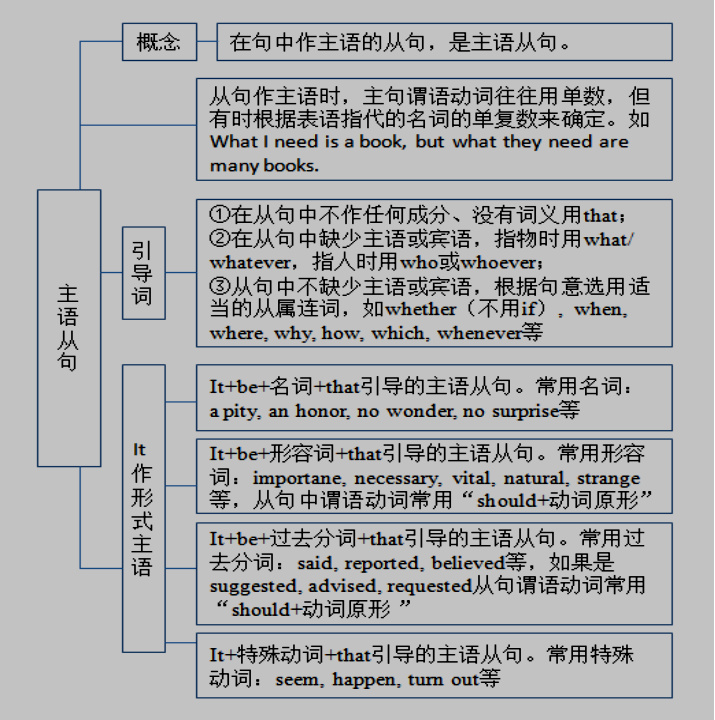 概念
在句中作主语的从句，是主语从句。
从句作主语时，主句谓语动词往往用单数，但
有时根据表语指代的名词的单复数来确定。如
What I need is a book, but what they need are
many books.
主语从句
引导词
①在从句中不作任何成分、没有词义用that；
②在从句中缺少主语或宾语，指物时用what/
whatever，指人时用who或whoever；
③从句中不缺少主语或宾语，根据句意选用适
当的从属连词，如whether（不用if）, when,
where, why, how, which, whenever等
It作形式主语
It+be+名词+that引导的主语从句。常用名词：
a pity, an honor, no wonder, no surprise等
It+be+形容词+that引导的主语从句。常用形容
词：importane, necessary, vital, natural, strange
等，从句中谓语动词常用“should+动词原形”
It+be+过去分词+that引导的主语从句。常用过
去分词：said, reported, believed等，如果是
suggested, advised, requested从句谓语动词常用
“should+动词原形 ”
It+特殊动词+that引导的主语从句。常用特殊
动词：seem, happen, turn out等